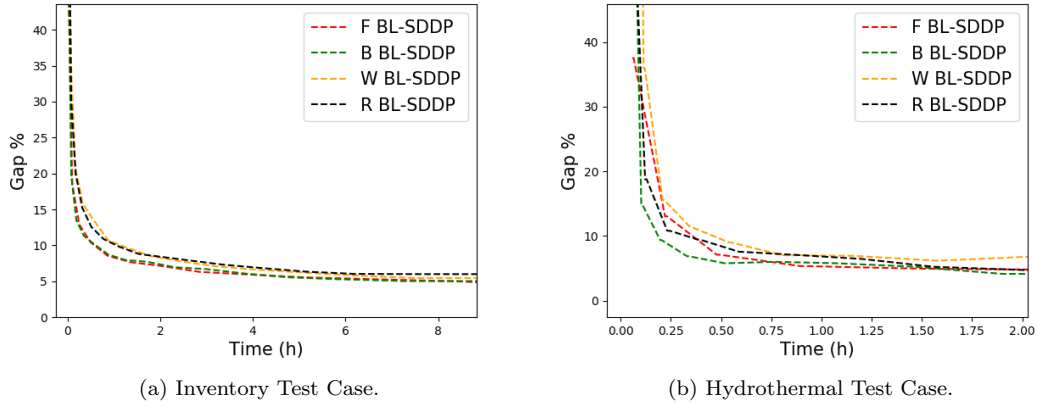 F BL-SDDP
B BL-SDDP
W BL-SDDP
R BL-SDDP
Gap %
40
35
30
25
20
15
10
5
0
0 2 4 6 8
Time (h)
(a) Inventory Test Case.
F BL-SDDP
B BL-SDDP
W BL-SDDP
R BL-SDDP
Gap %
40
30
20
10
0
0.00 0.25 0.50 0.75 1.00 1.25 1.50 1.75 2.00
Time (h)
(b) Hydrothermal Test Case.